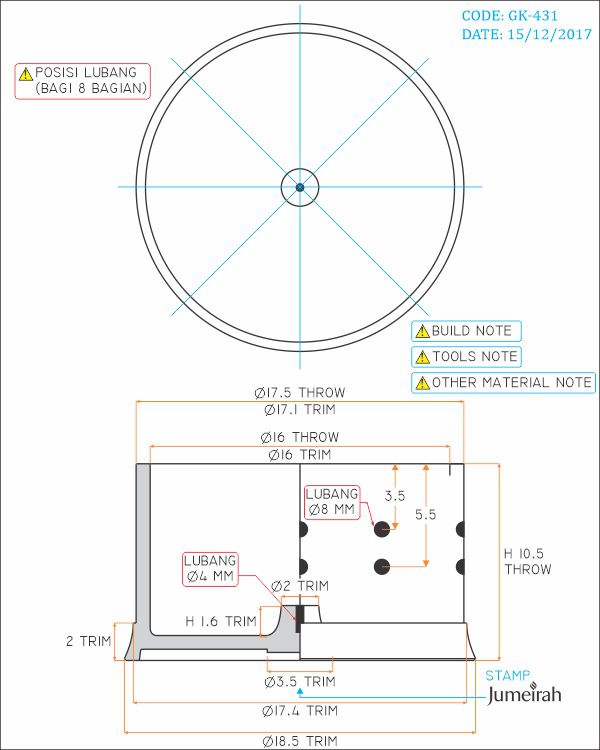 CODE: GK-431
DATE: 15/12/2017
POSISI LUBANG
(BAGI 8 BAGIAN)
BUILD NOTE
TOOLS NOTE
OTHER MATERIAL NOTE
Ø17.5 THROW
Ø17.1 TRIM
Ø16 THROW
Ø16 TRIM
LUBANG
Ø8 MM
3.5
5.5
H 10.5
THROW
LUBANG
Ø4 MM
Ø2 TRIM
H 1.6 TRIM
2 TRIM
Ø3.5 TRIM
STAMP
Jumeirah
Ø17.4 TRIM
Ø18.5 TRIM